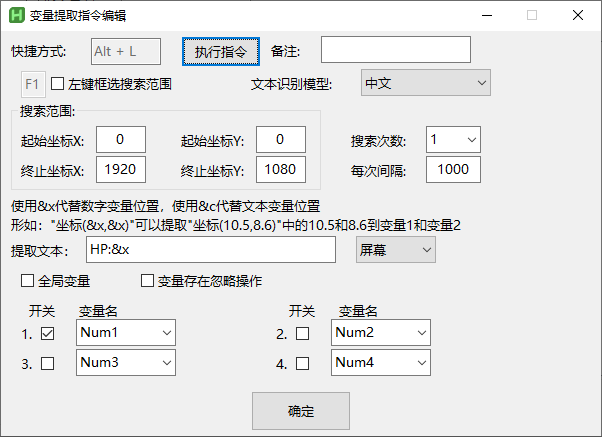 变量提取指令编辑
快捷方式: Alt + L 执行指令 备注:
F1 左键框选搜索范围 文本识别模型: 中文
搜索范围:
起始坐标X: 0 起始坐标Y: 0 搜索次数: 1
终止坐标X: 1920 终止坐标Y: 1080 每次间隔: 1000
使用&x代替数字变量位置，使用&c代替文本变量位置
形如："坐标(&x,&x)"可以提取"坐标(10.5,8.6)"中的10.5和8.6到变量1和变量2
提取文本: HP:&x 屏幕
全局变量 变量存在忽略操作
开关 变量名 开关 变量名
1. Num1 2. Num2
3. Num3 4. Num4
确定